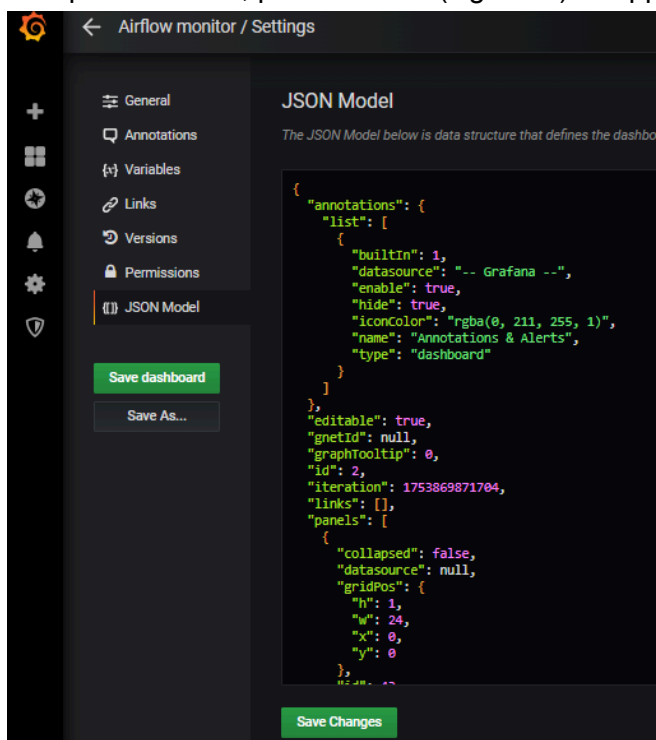 Airflow monitor / Settings
General
Annotations
{x} Variables
Links
Versions
Permissions
JSON Model
Save dashboard
Save As...
JSON Model
The JSON Model below is data structure that defines the dashbo
{
"annotations": {
"list": [
{
"builtIn": 1,
"datasource": "-- Grafana --",
"enable": true,
"hide": true,
"iconColor": "rgba(0, 211, 255, 1)",
"name": "Annotations & Alerts",
"type": "dashboard"
}
]
},
"editable": true,
"gnetId": null,
"graphTooltip": 0,
"id": 2,
"iteration": 1753869871704,
"links": [],
"panels": [
{
"collapsed": false,
"datasource": null,
"gridPos": {
"h": 1,
"w": 24,
"x": 0,
"y": 0
},
Save Changes